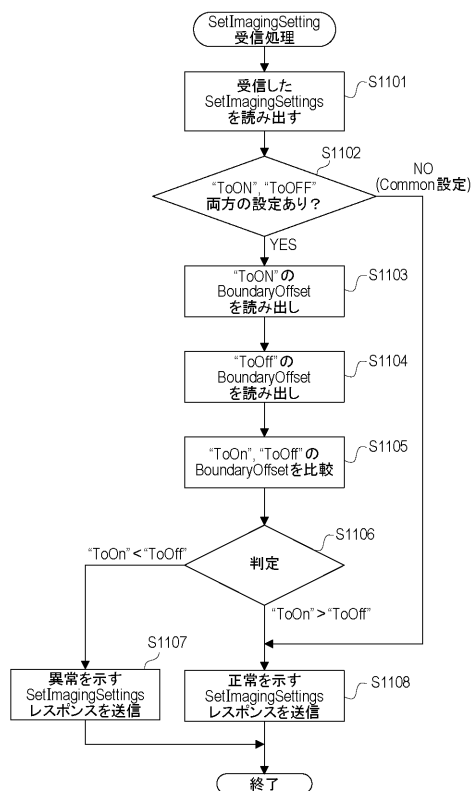 SetImagingSetting
受信処理
受信した
SetImagingSettings
を読み出す
S1101
S1102
“ToON”, “ToOFF”
両方の設定あり？
NO
(Common設定)
YES
“ToON”の
BoundaryOffset
を読み出し
S1103
“ToOff”の
BoundaryOffset
を読み出し
S1104
“ToOn”, “ToOff”の
BoundaryOffsetを比較
S1105
S1106
判定
“ToOn”<“ToOff”
“ToOn”>“ToOff”
S1107
異常を示す
SetImagingSettings
レスポンスを送信
正常を示す
SetImagingSettings
レスポンスを送信
S1108
終了